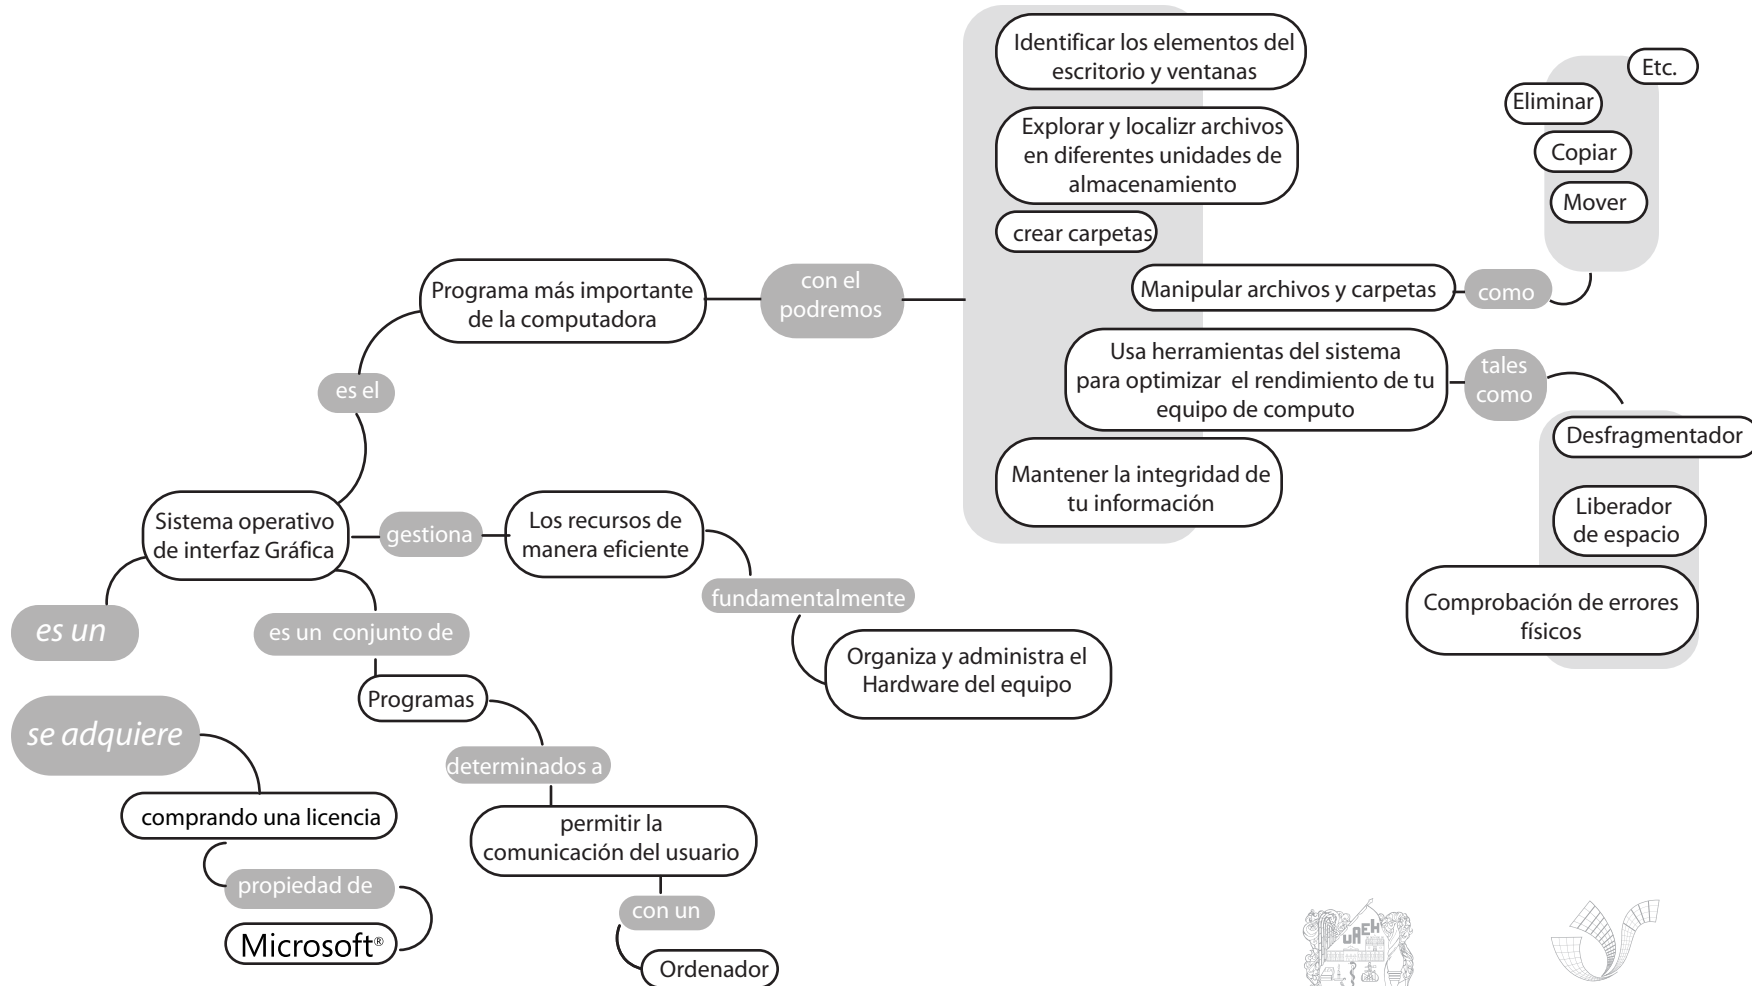 Identificar los elementos del
escritorio y ventanas
Explorar y localizr archivos
en diferentes unidades de
almacenamiento
crear carpetas
Manipular archivos y carpetas
como
Etc.
Eliminar
Copiar
Mover
Usa herramientas del sistema
para optimizar el rendimiento de tu
equipo de computo
tales
como
Desfragmentador
Liberador
de espacio
Comprobación de errores
físicos
Mantener la integridad de
tu información
con el
podremos
Programa más importante
de la computadora
es el
Sistema operativo
de interfaz Gráfica
gestiona
Los recursos de
manera eficiente
fundamentalmente
Organiza y administra el
Hardware del equipo
es un
es un conjunto de
Programas
determinados a
permitir la
comunicación del usuario
con un
Ordenador
se adquiere
comprando una licencia
propiedad de
Microsoft®
UAEH